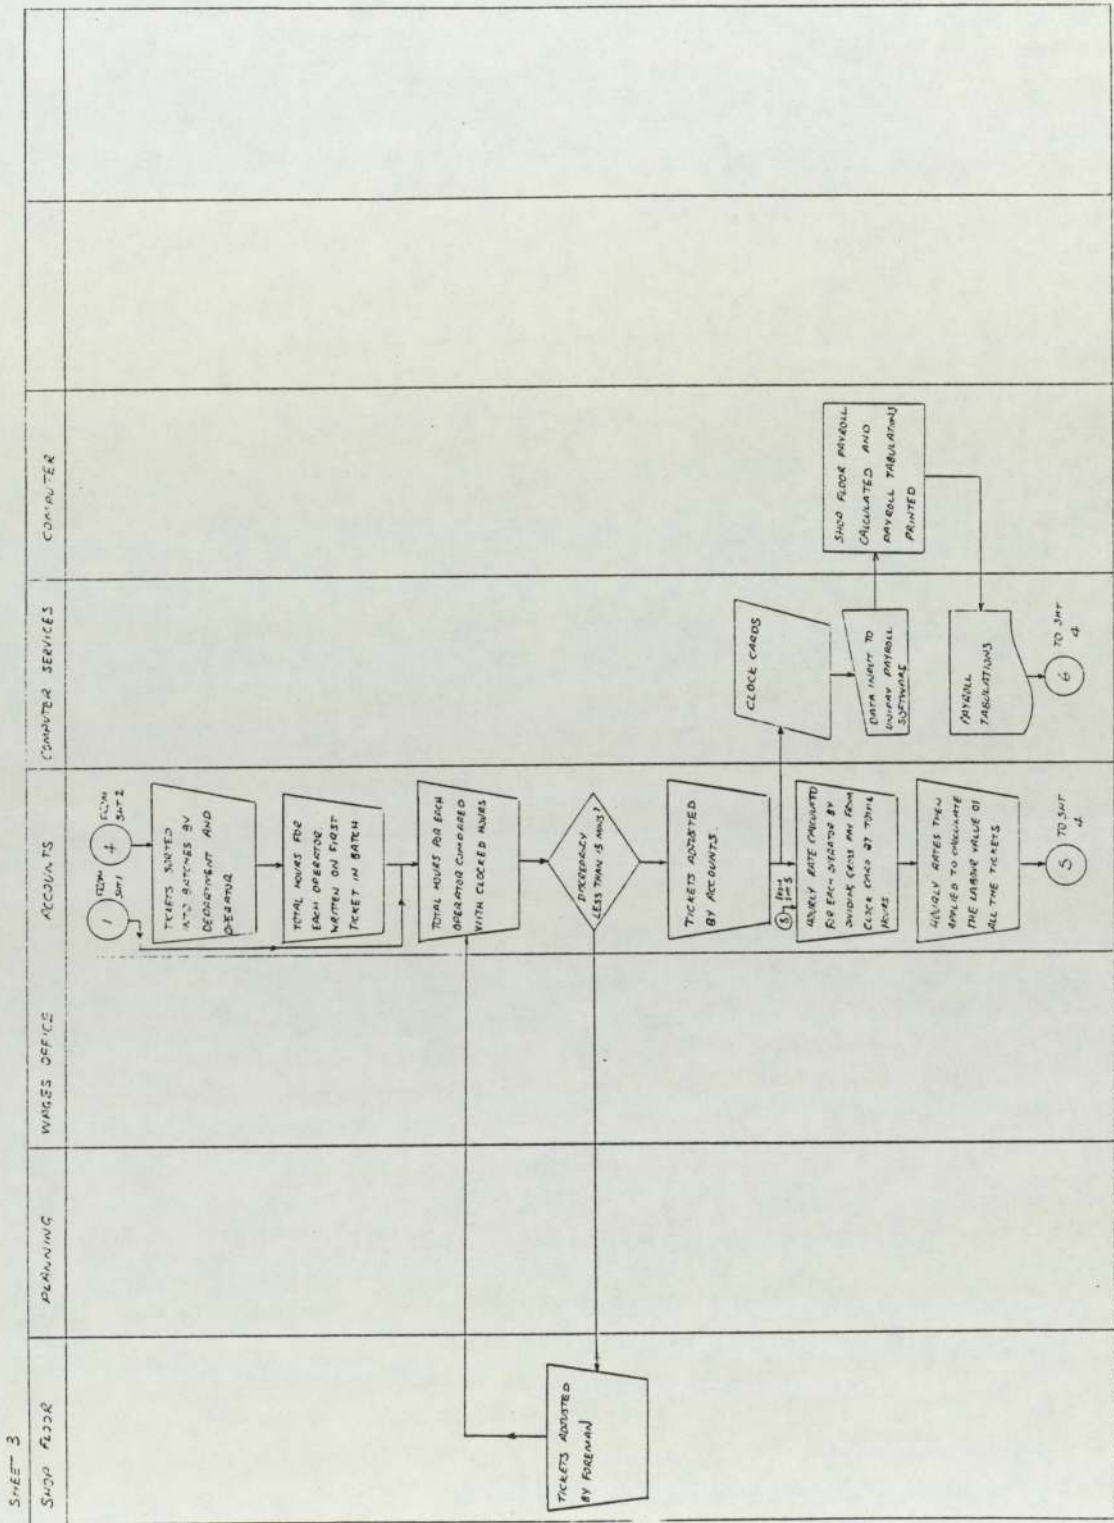 SHEET 3
SHOP FLOOR
PLANNING
WAGES OFFICE
ACCOUNTS
COMPUTER SERVICES
COMPUTER
1
FROM
SHT 1
4
FROM
SHT 2
TICKETS SORTED
INTO BATCHES BY
DEPARTMENT AND
OPERATOR
TOTAL HOURS FOR
EACH OPERATOR
WRITTEN ON FIRST
TICKET IN BATCH
TOTAL HOURS FOR EACH
OPERATOR COMPARED
WITH CLOCKED HOURS
DISCREPANCY
LESS THAN 15 MINS?
TICKETS ADJUSTED
BY FOREMAN
TICKETS ADJUSTED
BY ACCOUNTS.
CLOCK CARDS
DATA INPUT TO
UNIPAY PAYROLL
SOFTWARE
SHOP FLOOR PAYROLL
CALCULATED AND
PAYROLL TABULATIONS
PRINTED
PAYROLL
TABULATIONS
6
TO SHT
4
8
FROM
SHT 5
HOURLY RATE CALCULATED
FOR EACH OPERATOR BY
DIVIDING GROSS PAY FROM
CLOCK CARD BY TOTAL
HOURS
HOURLY RATES THEN
APPLIED TO CALCULATE
THE LABOUR VALUE OF
ALL THE TICKETS
5
TO SHT
4